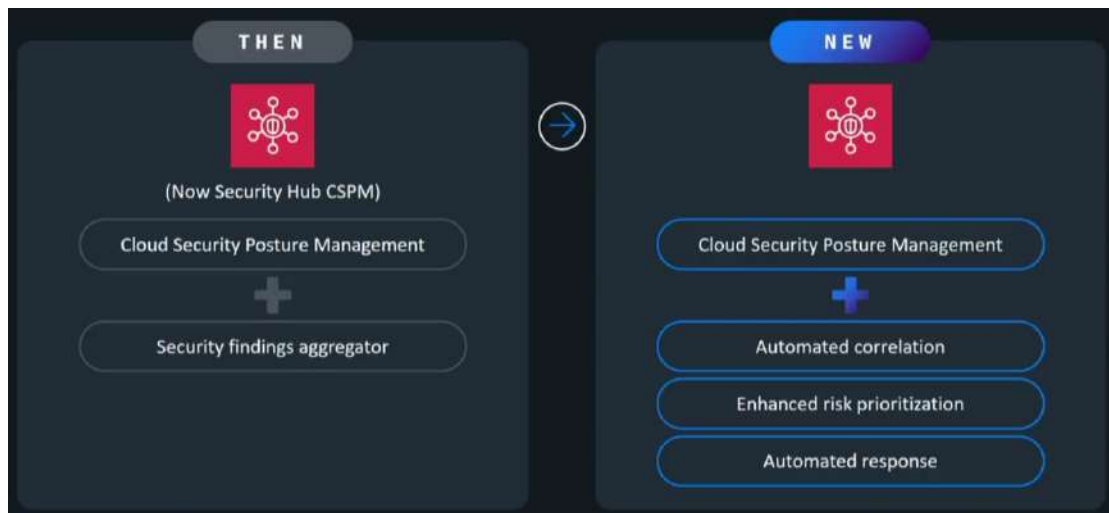 THEN
(Now Security Hub CSPM)
Cloud Security Posture Management
Security findings aggregator
NEW
Cloud Security Posture Management
Automated correlation
Enhanced risk prioritization
Automated response